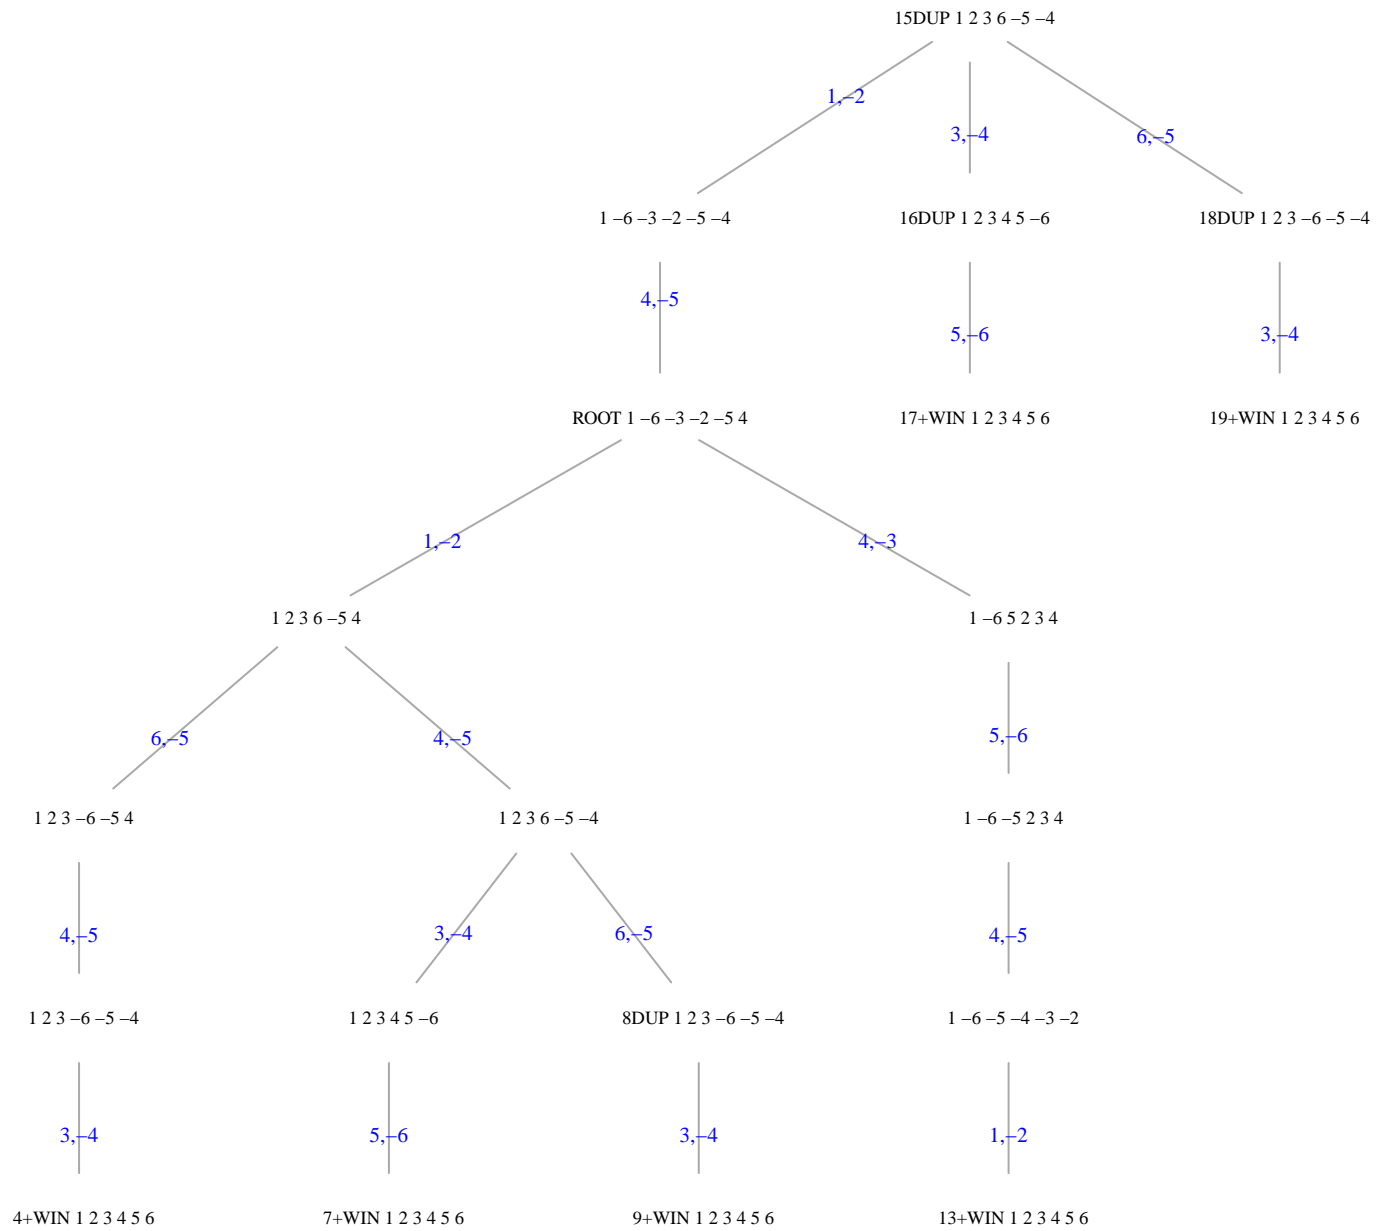 15DUP 1 2 3 6 –5 –4
1,–2
3,–4
6,–5
1 –6 –3 –2 –5 –4
16DUP 1 2 3 4 5 –6
18DUP 1 2 3 –6 –5 –4
4,–5
5,–6
3,–4
ROOT 1 –6 –3 –2 –5 4
17+WIN 1 2 3 4 5 6
19+WIN 1 2 3 4 5 6
1,–2
4,–3
1 2 3 6 –5 4
1 –6 5 2 3 4
6,–5
4,–5
5,–6
1 2 3 –6 –5 4
1 2 3 6 –5 –4
1 –6 –5 2 3 4
4,–5
3,–4
6,–5
4,–5
1 2 3 –6 –5 –4
1 2 3 4 5 –6
8DUP 1 2 3 –6 –5 –4
1 –6 –5 –4 –3 –2
3,–4
5,–6
3,–4
1,–2
4+WIN 1 2 3 4 5 6
7+WIN 1 2 3 4 5 6
9+WIN 1 2 3 4 5 6
13+WIN 1 2 3 4 5 6